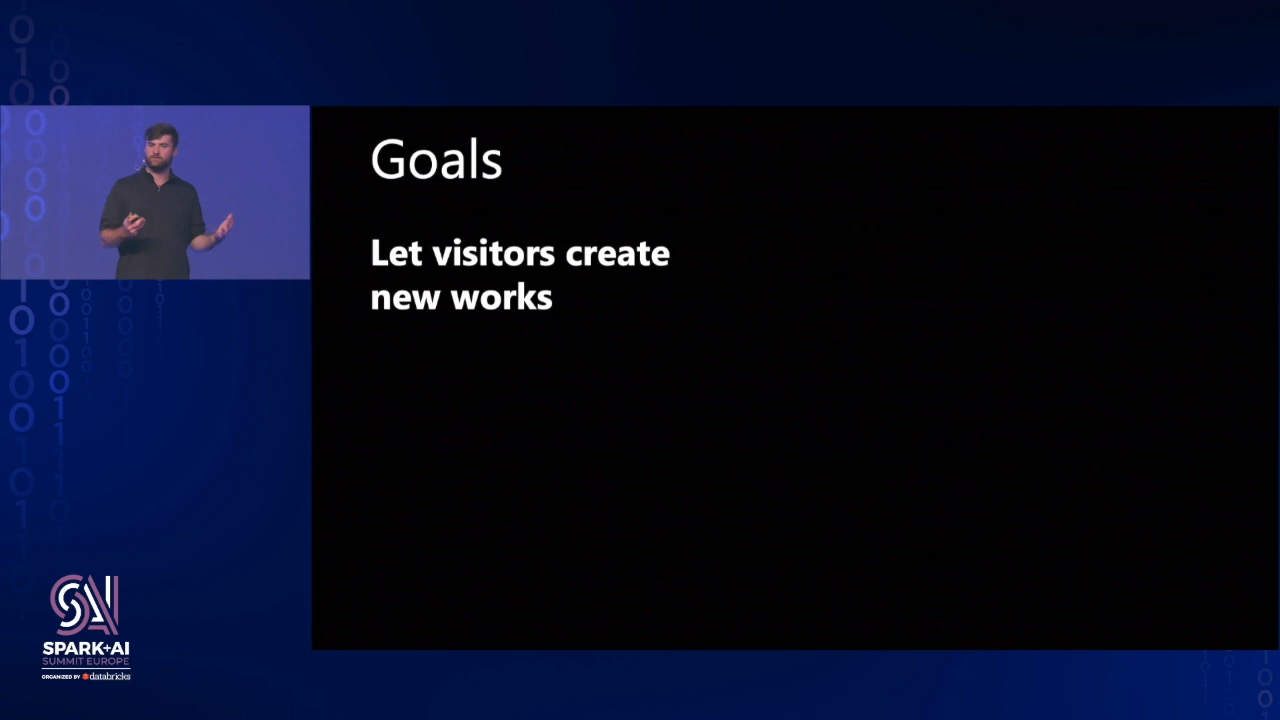 Goals
Let visitors create
new works
SPARK+AI
SUMMIT EUROPE
ORGANIZED BY databricks